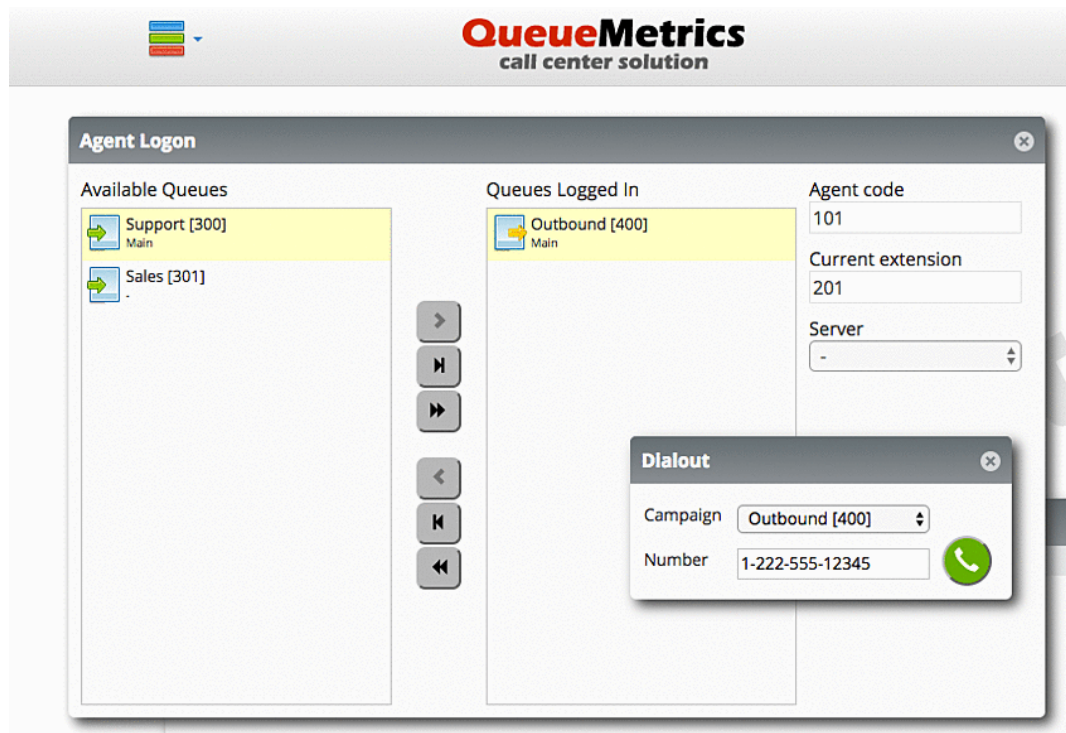 QueueMetrics
call center solution
Agent Logon
Available Queues
Support [300]
Main
Sales [301]
-
Queues Logged In
Outbound [400]
Main
Agent code
101
Current extension
201
Server
-
Dialout
Campaign
Outbound [400]
Number
1-222-555-12345